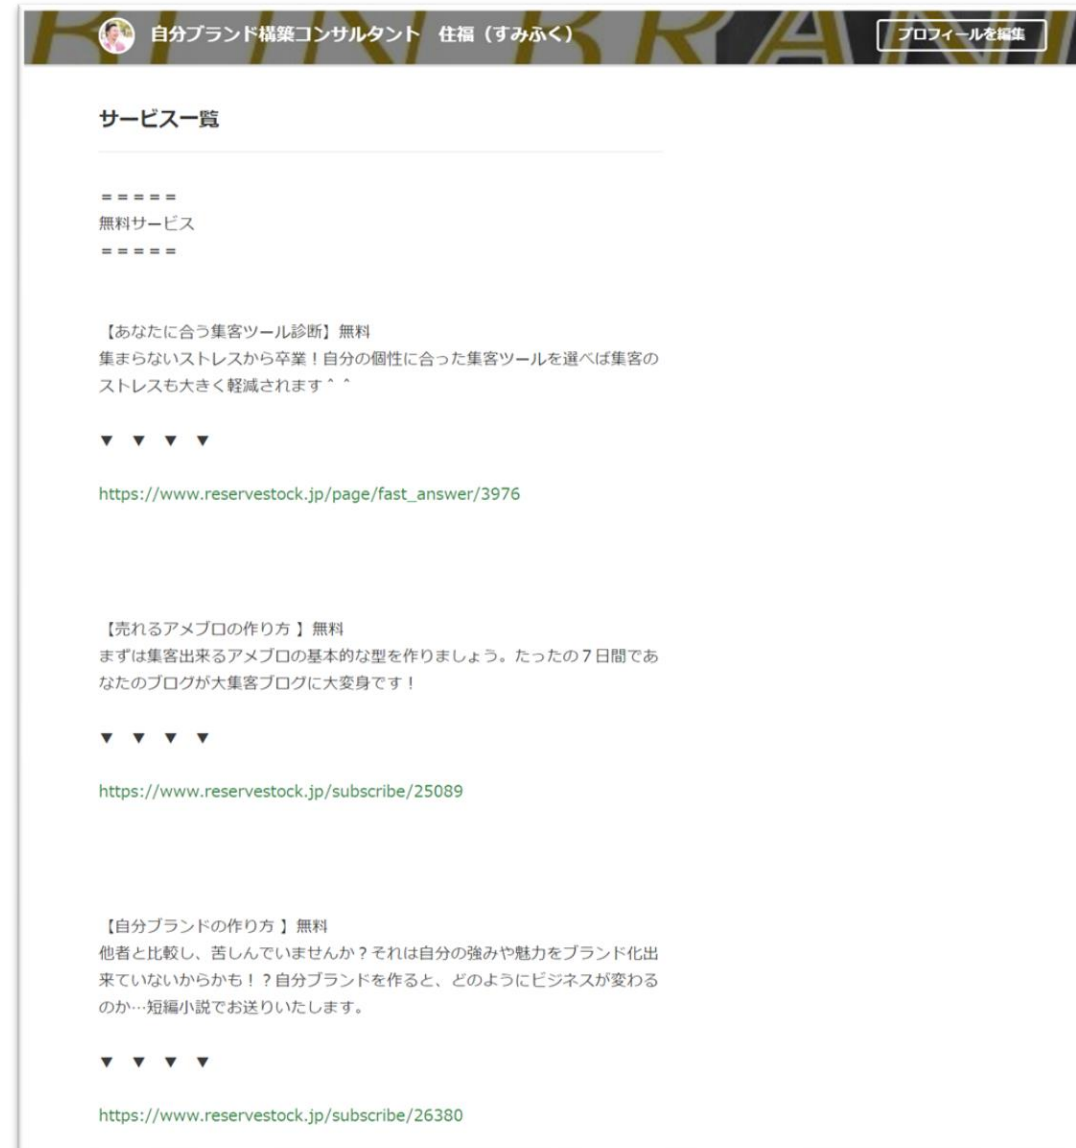 自分ブランド構築コンサルタント　住福（すみふく）
プロフィールを編集
サービス一覧
＝＝＝＝＝
無料サービス
＝＝＝＝＝
【あなたに合う集客ツール診断】無料
集まらないストレスから卒業！自分の個性に合った集客ツールを選べば集客の
ストレスも大きく軽減されます＾＾
▼　▼　▼　▼
https://www.reservestock.jp/page/fast_answer/3976
【売れるアメブロの作り方 】無料
まずは集客出来るアメブロの基本的な型を作りましょう。たったの７日間であ
なたのブログが大集客ブログに大変身です！
▼　▼　▼　▼
https://www.reservestock.jp/subscribe/25089
【自分ブランドの作り方 】無料
他者と比較し、苦しんでいませんか？それは自分の強みや魅力をブランド化出
来ていないからかも！？自分ブランドを作ると、どのようにビジネスが変わる
のか…短編小説でお送りいたします。
▼　▼　▼　▼
https://www.reservestock.jp/subscribe/26380